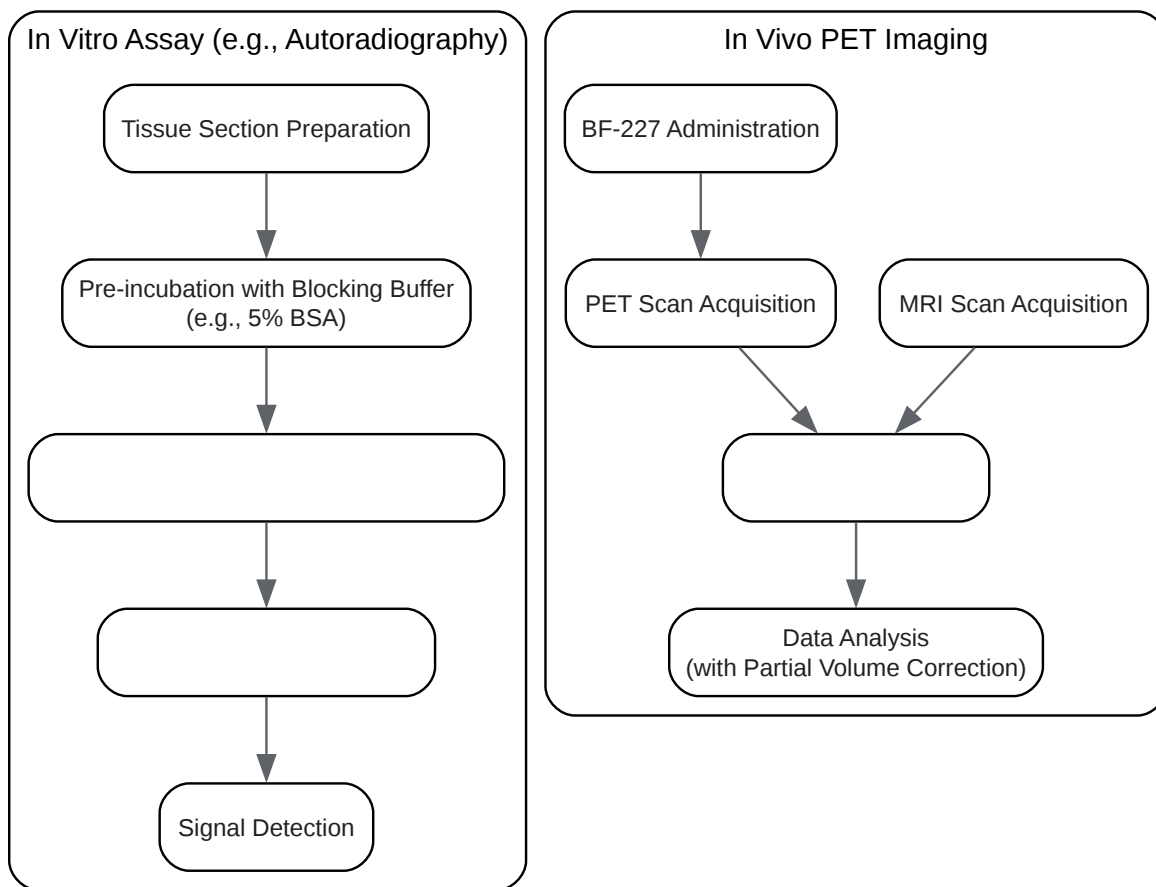 In Vitro Assay (e.g., Autoradiography)
Tissue Section Preparation
Pre-incubation with Blocking Buffer
(e.g., 5% BSA)
Signal Detection
In Vivo PET Imaging
BF-227 Administration
PET Scan Acquisition
MRI Scan Acquisition
Data Analysis
(with Partial Volume Correction)